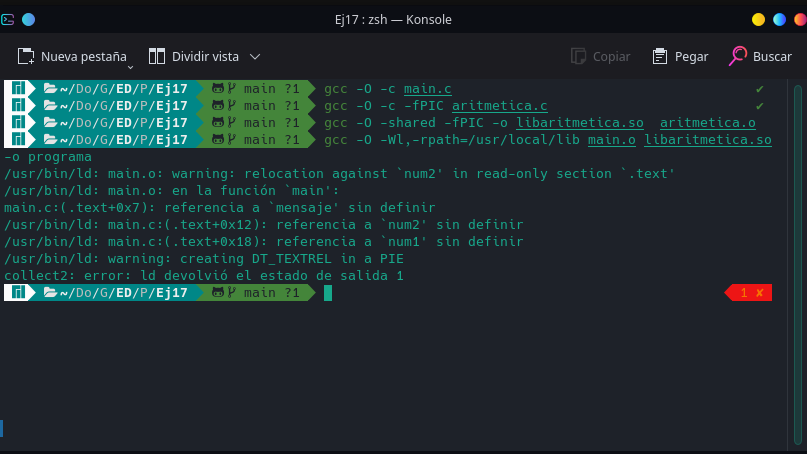 Ej17 : zsh — Konsole
Nueva pestaña Dividir vista Copiar Pegar Buscar
~/Do/G/ED/P/Ej17 main ?1 gcc -O -c main.c ✔
~/Do/G/ED/P/Ej17 main ?1 gcc -O -c -fPIC aritmetica.c ✔
~/Do/G/ED/P/Ej17 main ?1 gcc -O -shared -fPIC -o libaritmetica.so aritmetica.o
~/Do/G/ED/P/Ej17 main ?1 gcc -O -Wl,-rpath=/usr/local/lib main.o libaritmetica.so
-o programa
/usr/bin/ld: main.o: warning: relocation against `num2' in read-only section `.text'
/usr/bin/ld: main.o: en la función `main':
main.c:(.text+0x7): referencia a `mensaje' sin definir
/usr/bin/ld: main.c:(.text+0x12): referencia a `num2' sin definir
/usr/bin/ld: main.c:(.text+0x18): referencia a `num1' sin definir
/usr/bin/ld: warning: creating DT_TEXTREL in a PIE
collect2: error: ld devolvió el estado de salida 1
~/Do/G/ED/P/Ej17 main ?1 1 ✘